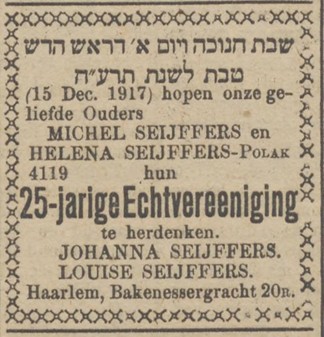 שבת חנוכה ויום א׳ דראש הדש
טבת לשנת תרע״ח
(15 Dec. 1917) hopen onze ge-
liefde Ouders
MICHEL SEIJFFERS en
HELENA SEIJFFERS-POLAK
4119 hun
25-jarige Echtvereeniging
te herdenken.
JOHANNA SEIJFFERS.
LOUISE SEIJFFERS.
Haarlem, Bakenessergracht 20R.